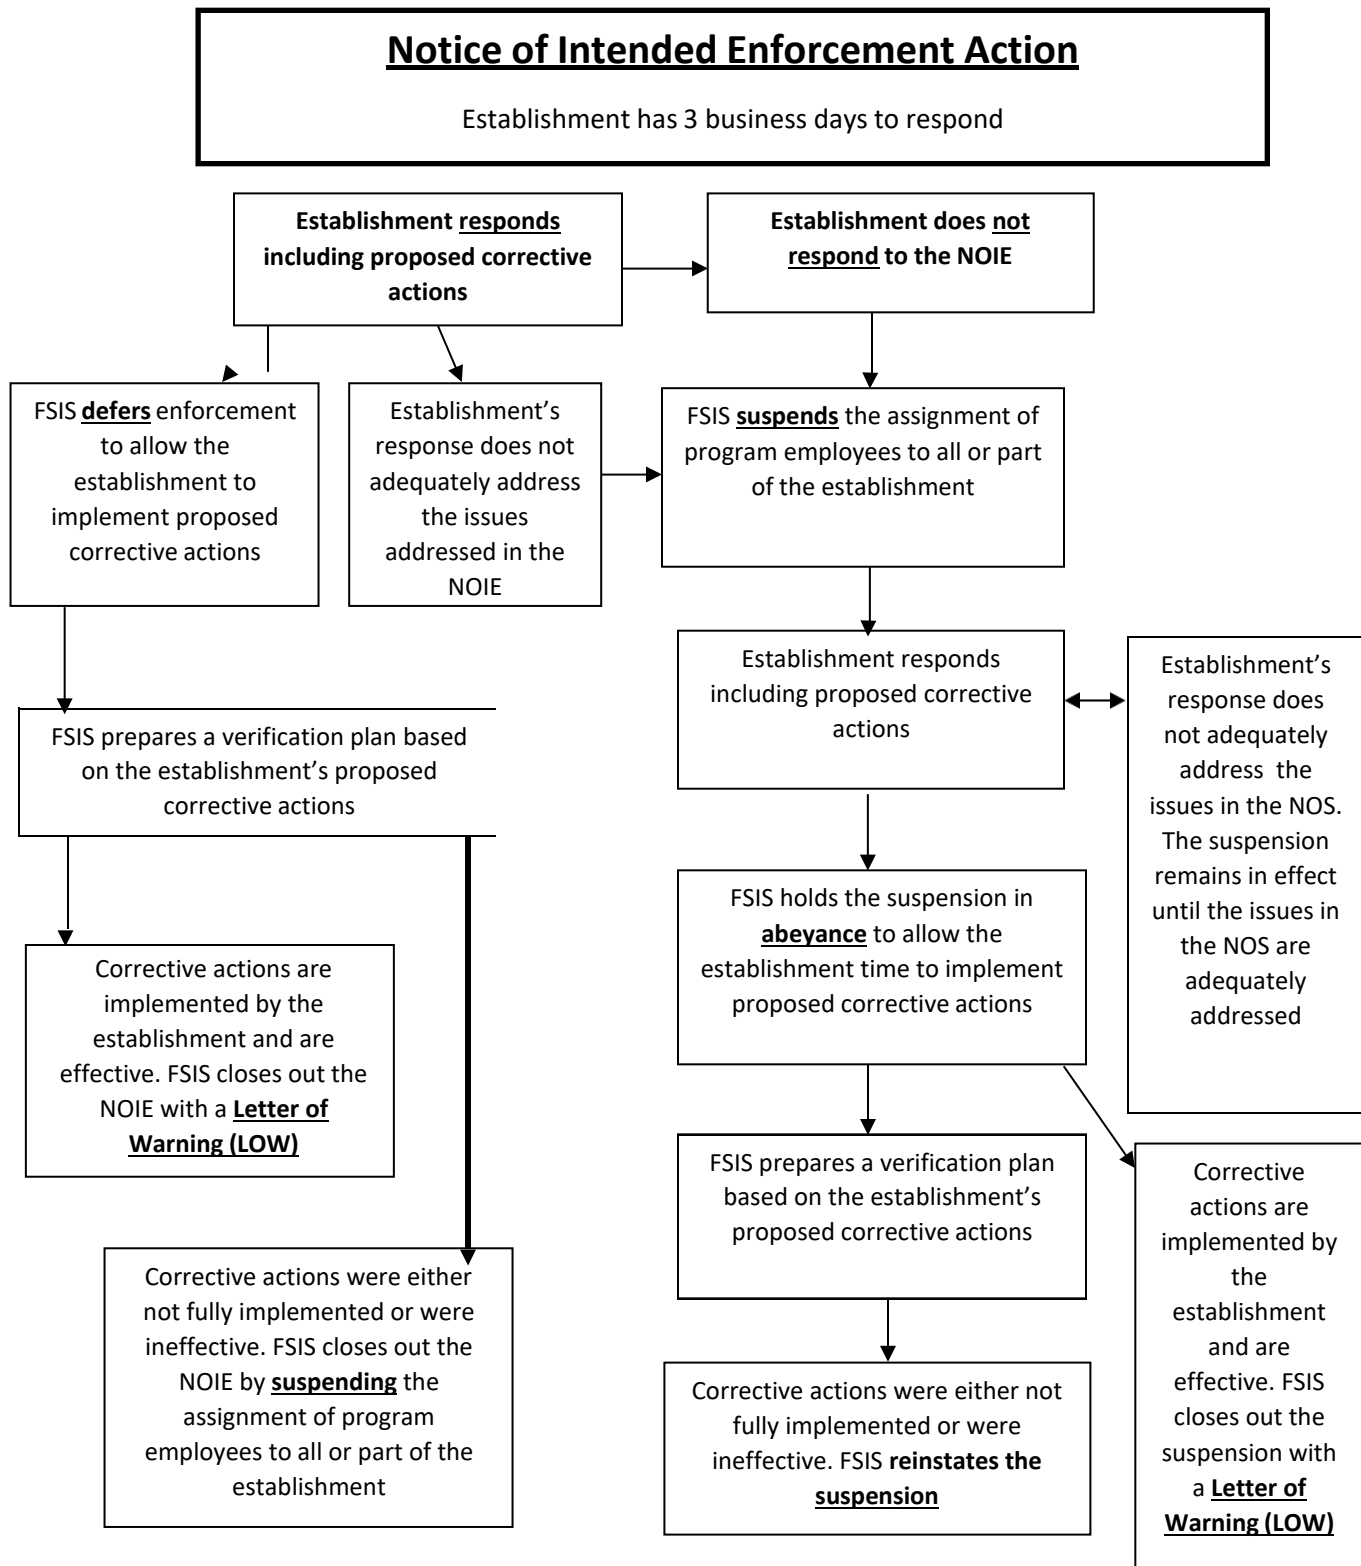 Notice of Intended Enforcement Action
Establishment has 3 business days to respond
Establishment responds
including proposed corrective
actions
Establishment does not
respond to the NOIE
FSIS defers enforcement
to allow the
establishment to
implement proposed
corrective actions
Establishment’s
response does not
adequately address
the issues
addressed in the
NOIE
FSIS suspends the assignment of
program employees to all or part
of the establishment
Establishment responds
including proposed corrective
actions
Establishment’s
response does
not adequately
address the
issues in the NOS.
The suspension
remains in effect
until the issues in
the NOS are
adequately
addressed
FSIS prepares a verification plan based
on the establishment’s proposed
corrective actions
FSIS holds the suspension in
abeyance to allow the
establishment time to implement
proposed corrective actions
Corrective actions are
implemented by the
establishment and are
effective. FSIS closes out the
NOIE with a Letter of
Warning (LOW)
FSIS prepares a verification plan
based on the establishment’s
proposed corrective actions
Corrective
actions are
implemented by
the
establishment
and are
effective. FSIS
closes out the
suspension with
a Letter of
Warning (LOW)
Corrective actions were either
not fully implemented or were
ineffective. FSIS closes out the
NOIE by suspending the
assignment of program
employees to all or part of the
establishment
Corrective actions were either not
fully implemented or were
ineffective. FSIS reinstates the
suspension